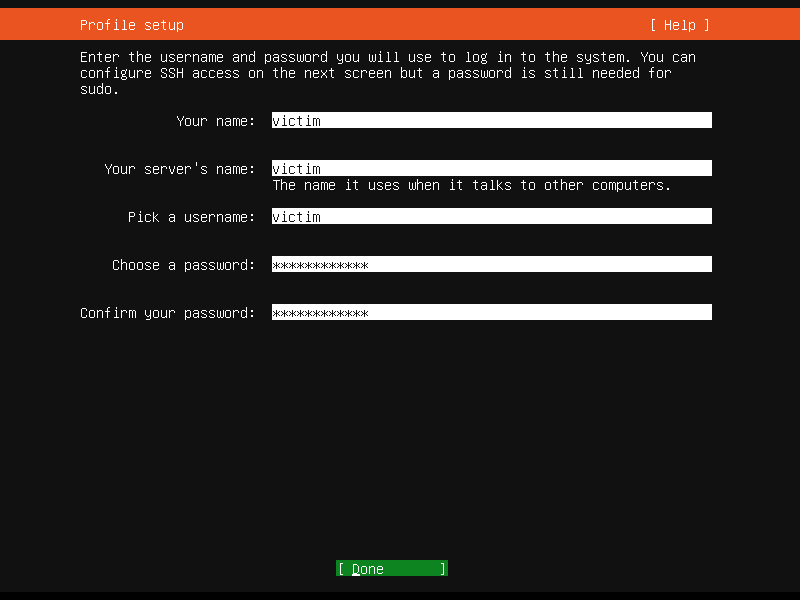 Profile setup [ Help ]
Enter the username and password you will use to log in to the system. You can
configure SSH access on the next screen but a password is still needed for
sudo.
Your name: victim
Your server's name: victim
The name it uses when it talks to other computers.
Pick a username: victim
Choose a password: ************
Confirm your password: ************
[ Done ]